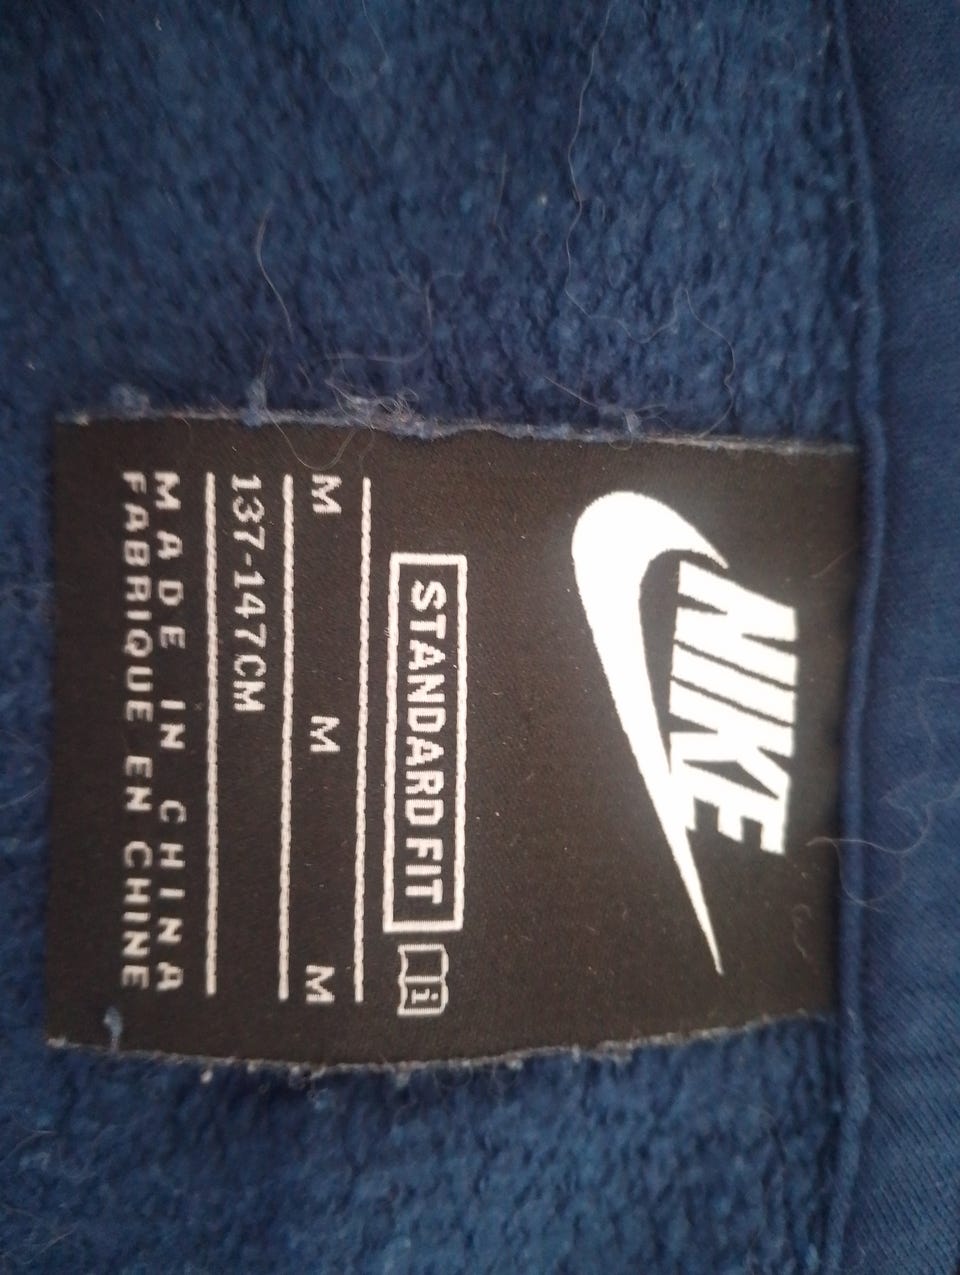 NIKE
STANDARD FIT i
M M M
137-147CM
MADE IN CHINA
FABRIQUE EN CHINE